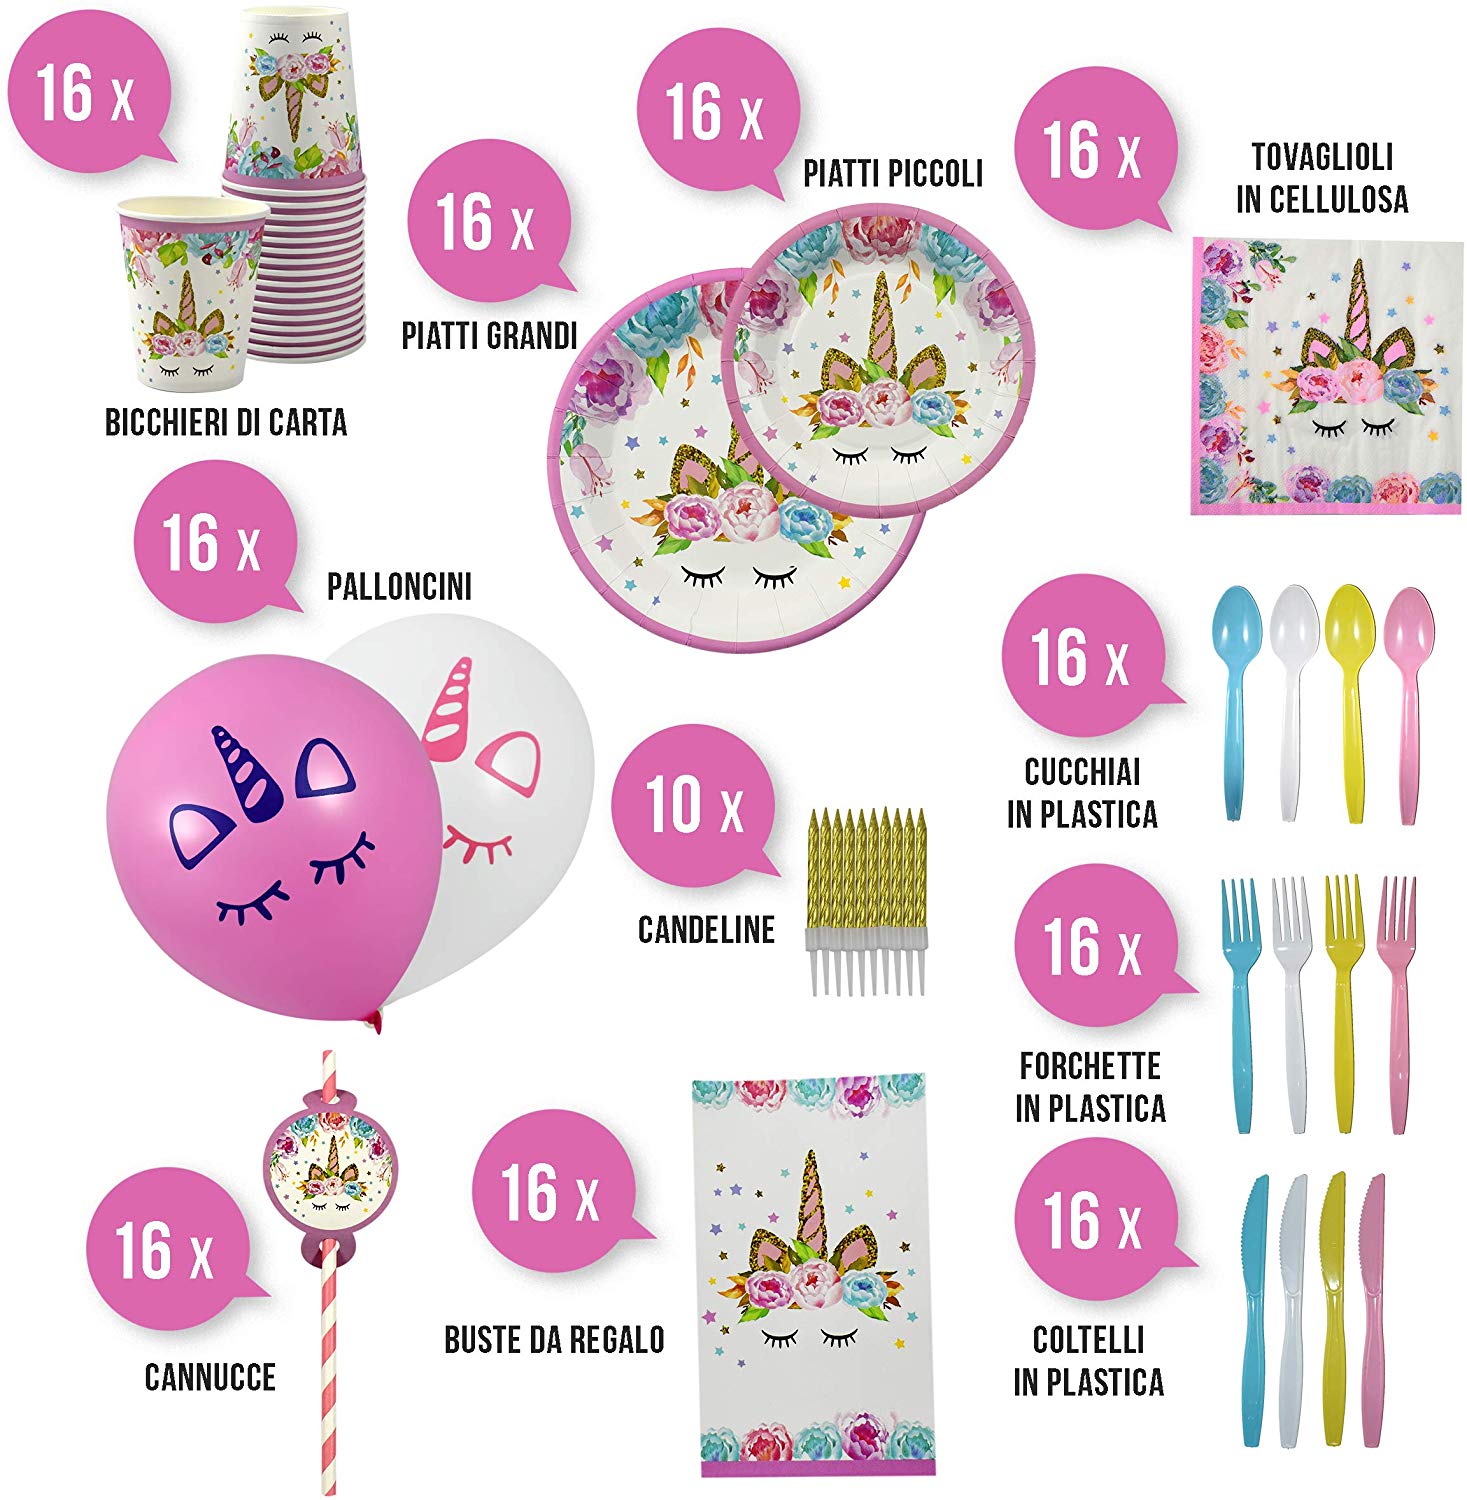 16 x
BICCHIERI DI CARTA
16 x
PIATTI GRANDI
16 x
PIATTI PICCOLI
16 x
TOVAGLIOLI
IN CELLULOSA
16 x
PALLONCINI
16 x
CUCCHIAI
IN PLASTICA
10 x
CANDELINE
16 x
FORCHETTE
IN PLASTICA
16 x
CANNUCCE
16 x
BUSTE DA REGALO
16 x
COLTELLI
IN PLASTICA